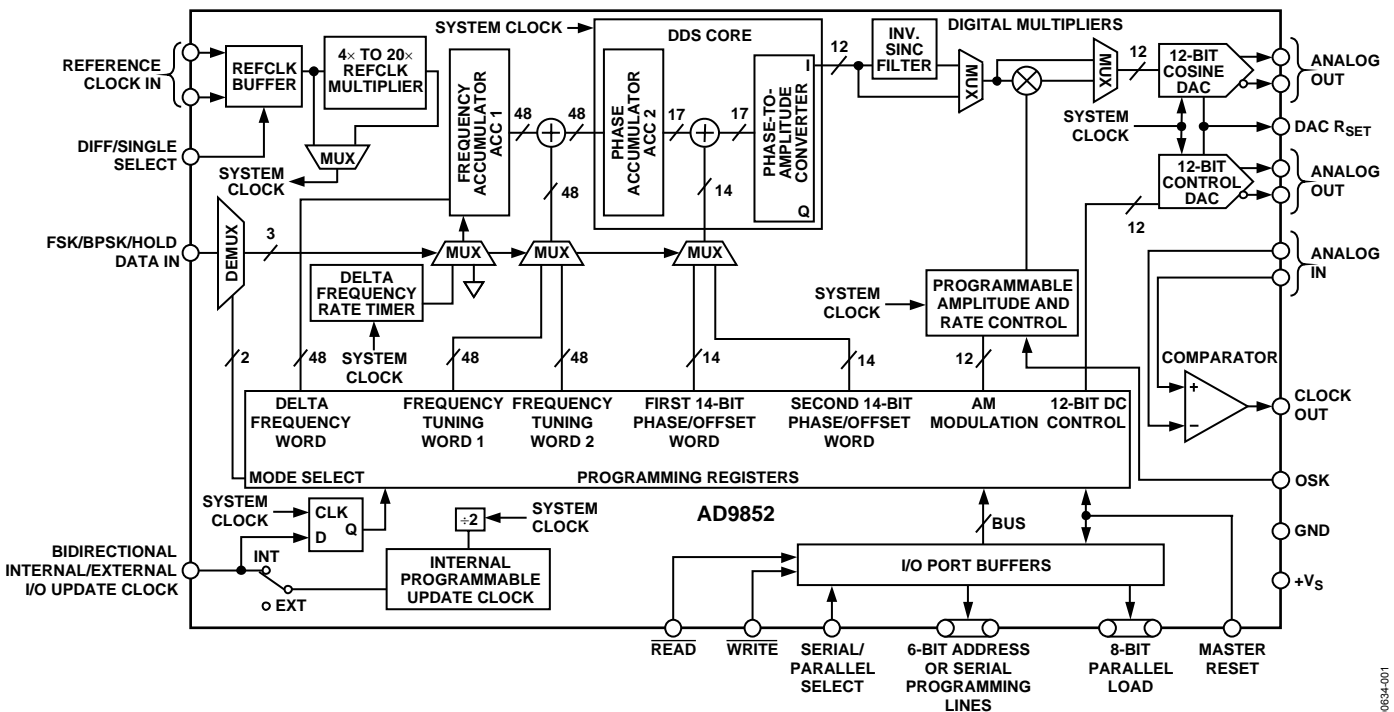 SYSTEM CLOCK
DDS CORE
DIGITAL MULTIPLIERS
REFERENCE
CLOCK IN
REFCLK
BUFFER
4× TO 20×
REFCLK
MULTIPLIER
FREQUENCY
ACCUMULATOR
ACC 1
48
48
PHASE
ACCUMULATOR
ACC 2
17
17
PHASE-TO-
AMPLITUDE
CONVERTER
I
Q
12
INV.
SINC
FILTER
MUX
MUX
12
12-BIT
COSINE
DAC
ANALOG
OUT
DIFF/SINGLE
SELECT
MUX
SYSTEM
CLOCK
48
14
SYSTEM
CLOCK
DAC RSET
12-BIT
CONTROL
DAC
12
ANALOG
OUT
FSK/BPSK/HOLD
DATA IN
DEMUX
3
MUX
MUX
MUX
ANALOG
IN
DELTA
FREQUENCY
RATE TIMER
SYSTEM
CLOCK
SYSTEM
CLOCK
PROGRAMMABLE
AMPLITUDE AND
RATE CONTROL
2
48
48
48
14
14
12
COMPARATOR
+
−
CLOCK
OUT
DELTA
FREQUENCY
WORD
FREQUENCY
TUNING
WORD 1
FREQUENCY
TUNING
WORD 2
FIRST 14-BIT
PHASE/OFFSET
WORD
SECOND 14-BIT
PHASE/OFFSET
WORD
AM
MODULATION
12-BIT DC
CONTROL
MODE SELECT
PROGRAMMING REGISTERS
OSK
SYSTEM
CLOCK
CLK
Q
D
÷2
SYSTEM
CLOCK
AD9852
BUS
GND
BIDIRECTIONAL
INTERNAL/EXTERNAL
I/O UPDATE CLOCK
INT
EXT
INTERNAL
PROGRAMMABLE
UPDATE CLOCK
I/O PORT BUFFERS
+VS
READ
WRITE
SERIAL/
PARALLEL
SELECT
6-BIT ADDRESS
OR SERIAL
PROGRAMMING
LINES
8-BIT
PARALLEL
LOAD
MASTER
RESET